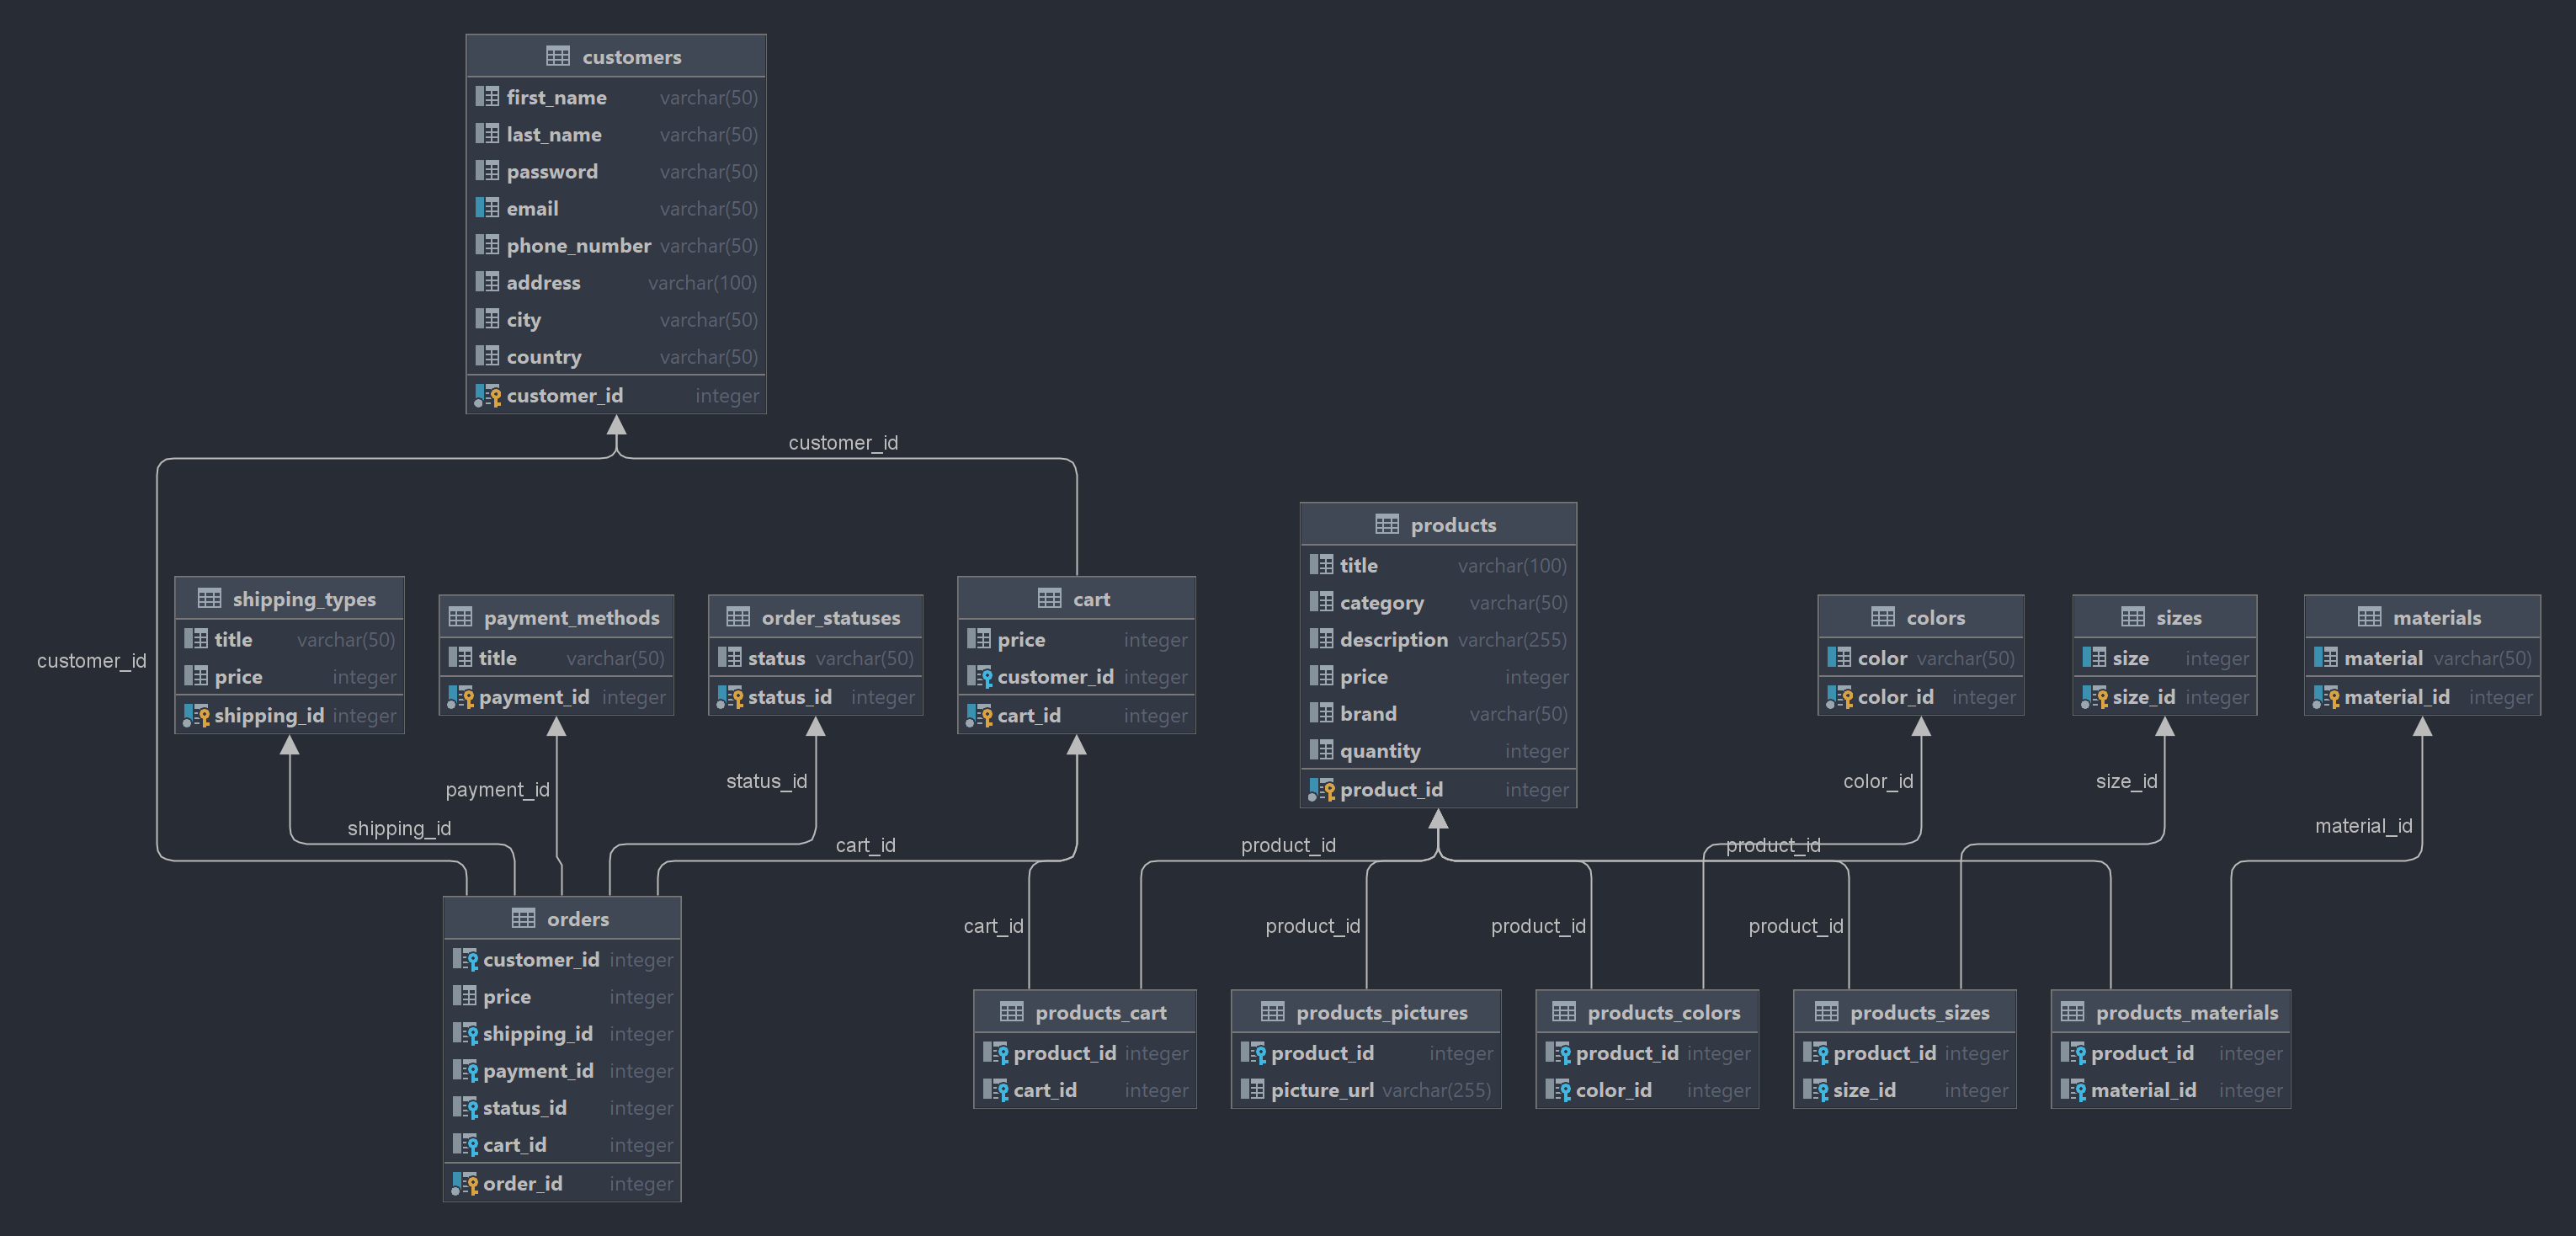 customers
first_name varchar(50)
last_name varchar(50)
password varchar(50)
email varchar(50)
phone_number varchar(50)
address varchar(100)
city varchar(50)
country varchar(50)
customer_id integer
customer_id
customer_id
shipping_types
title varchar(50)
price integer
shipping_id integer
payment_methods
title varchar(50)
payment_id integer
order_statuses
status varchar(50)
status_id integer
cart
price integer
customer_id integer
cart_id integer
products
title varchar(100)
category varchar(50)
description varchar(255)
price integer
brand varchar(50)
quantity integer
product_id integer
colors
color varchar(50)
color_id integer
sizes
size integer
size_id integer
materials
material varchar(50)
material_id integer
shipping_id
payment_id
status_id
cart_id
product_id
product_id
color_id
size_id
material_id
cart_id
product_id
product_id
product_id
orders
customer_id integer
price integer
shipping_id integer
payment_id integer
status_id integer
cart_id integer
order_id integer
products_cart
product_id integer
cart_id integer
products_pictures
product_id integer
picture_url varchar(255)
products_colors
product_id integer
color_id integer
products_sizes
product_id integer
size_id integer
products_materials
product_id integer
material_id integer